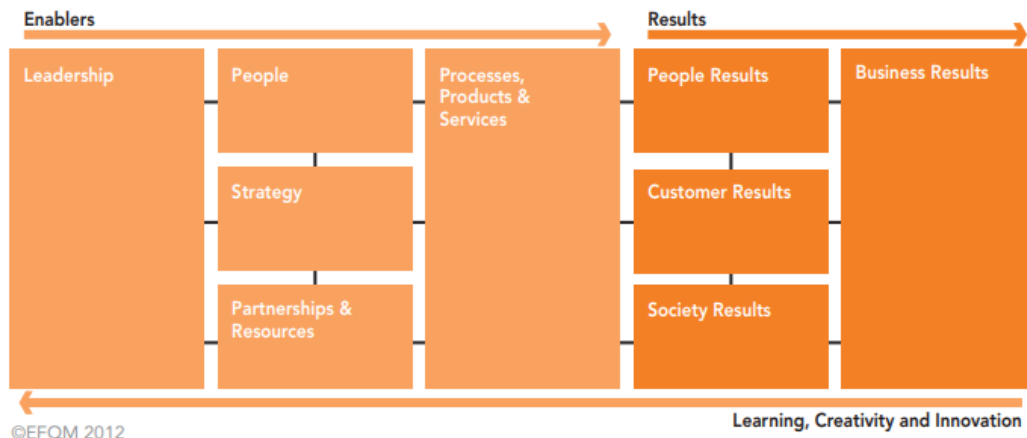 Enablers
Results
Leadership
People
Processes,
Products &
Services
People Results
Business Results
Strategy
Customer Results
Partnerships &
Resources
Society Results
Learning, Creativity and Innovation
©EFQM 2012